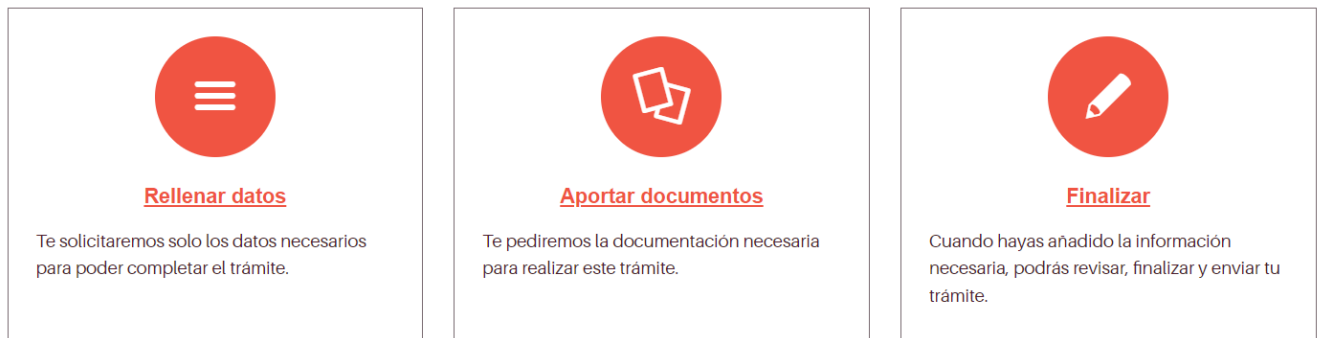 Rellenar datos
Te solicitaremos solo los datos necesarios
para poder completar el trámite.
Aportar documentos
Te pediremos la documentación necesaria
para realizar este trámite.
Finalizar
Cuando hayas añadido la información
necesaria, podrás revisar, finalizar y enviar tu
trámite.